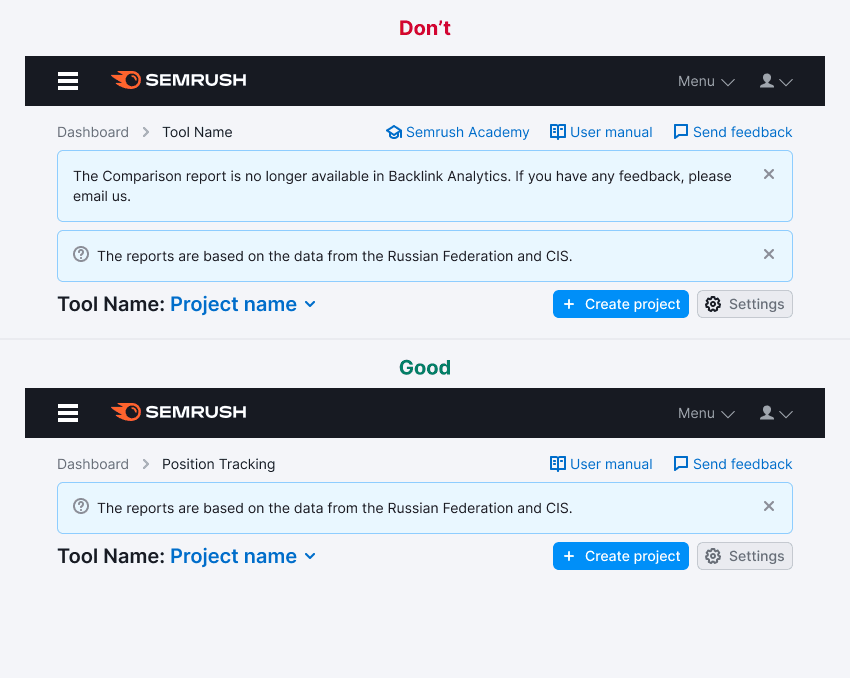 Don’t
SEMRUSH Menu
Dashboard Tool Name Semrush Academy User manual Send feedback
The Comparison report is no longer available in Backlink Analytics. If you have any feedback, please
email us.
The reports are based on the data from the Russian Federation and CIS.
Tool Name: Project name + Create project Settings
Good
SEMRUSH Menu
Dashboard Position Tracking User manual Send feedback
The reports are based on the data from the Russian Federation and CIS.
Tool Name: Project name + Create project Settings